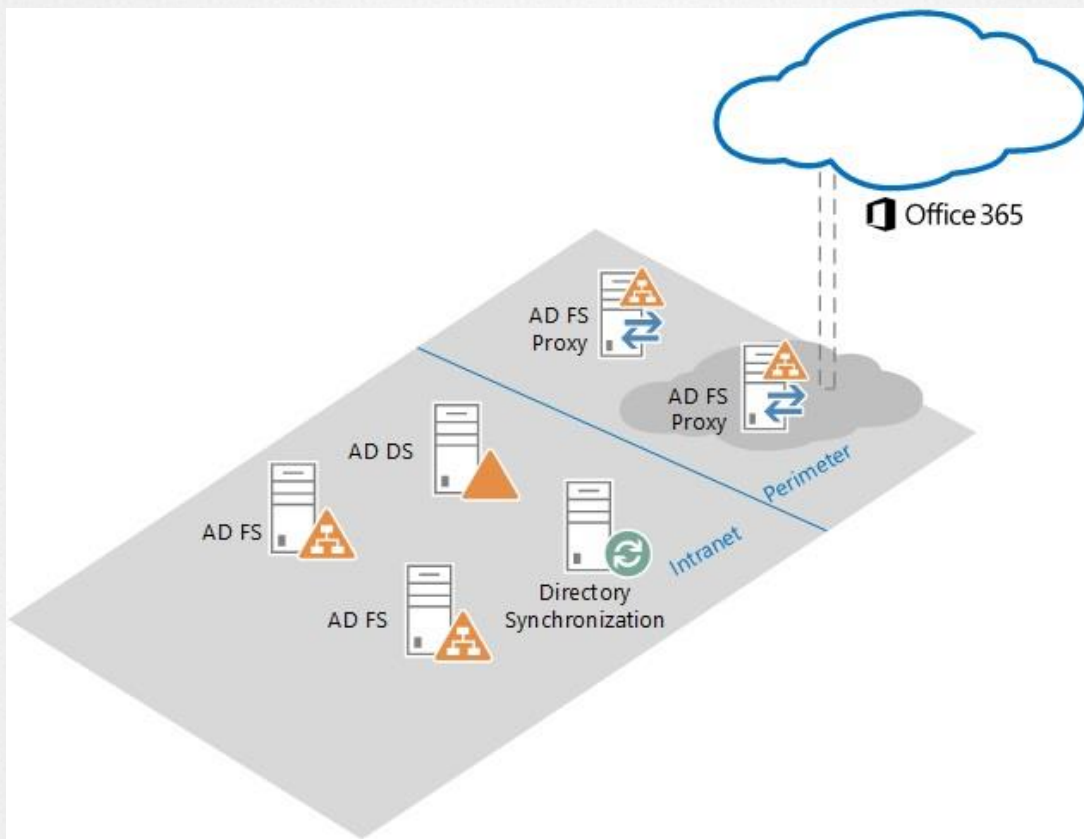 Office 365
AD FS
Proxy
AD FS
Proxy
Perimeter
AD DS
AD FS
Intranet
Directory
Synchronization
AD FS